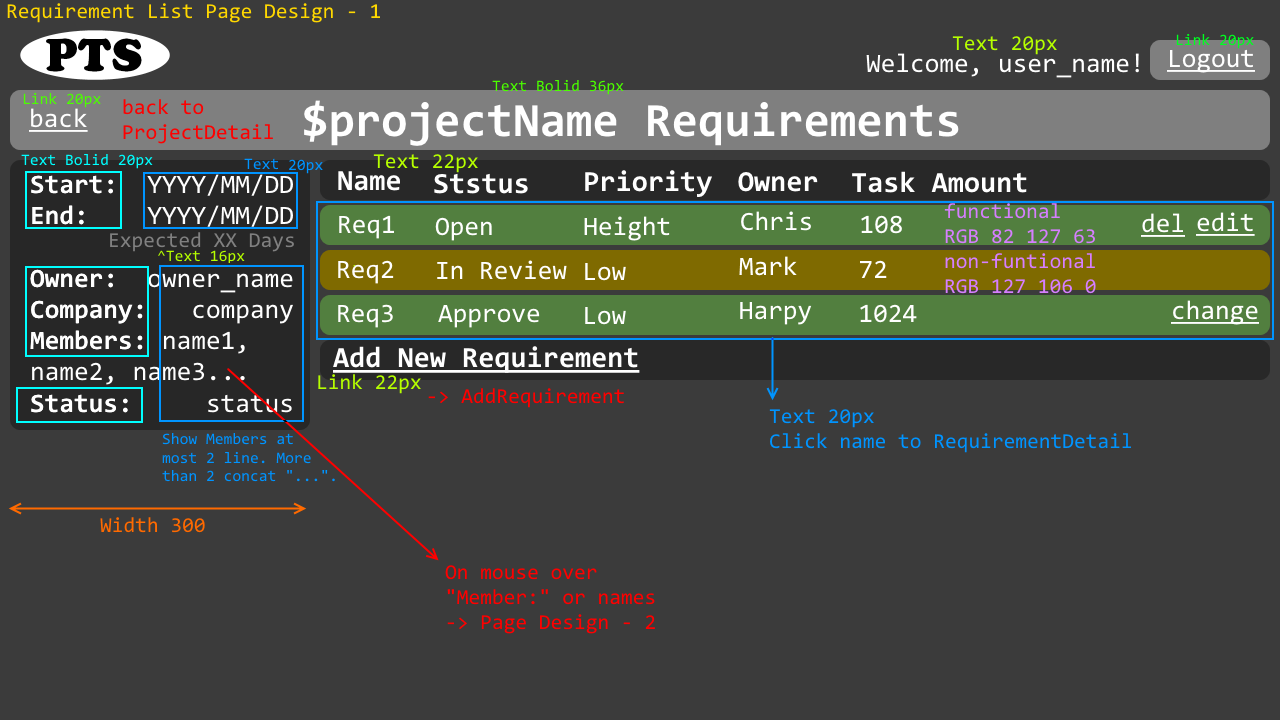 Requirement List Page Design - 1
PTS
Text 20px
Link 20px
Welcome, user_name!
Logout
Link 20px
back
back to
ProjectDetail
Text Bolid 36px
$projectName Requirements
Text Bolid 20px
Text 20px
Start: YYYY/MM/DD
End: YYYY/MM/DD
Expected XX Days
^Text 16px
Owner: owner_name
Company: company
Members: name1,
name2, name3...
Status: status
Show Members at
most 2 line. More
than 2 concat "...".
Width 300
Text 22px
Name Ststus Priority Owner Task Amount
Req1 Open Height Chris 108 del edit
functional
RGB 82 127 63
Req2 In Review Low Mark 72
non-funtional
RGB 127 106 0
Req3 Approve Low Harpy 1024 change
Add New Requirement
Link 22px
-> AddRequirement
Text 20px
Click name to RequirementDetail
On mouse over
"Member:" or names
-> Page Design - 2